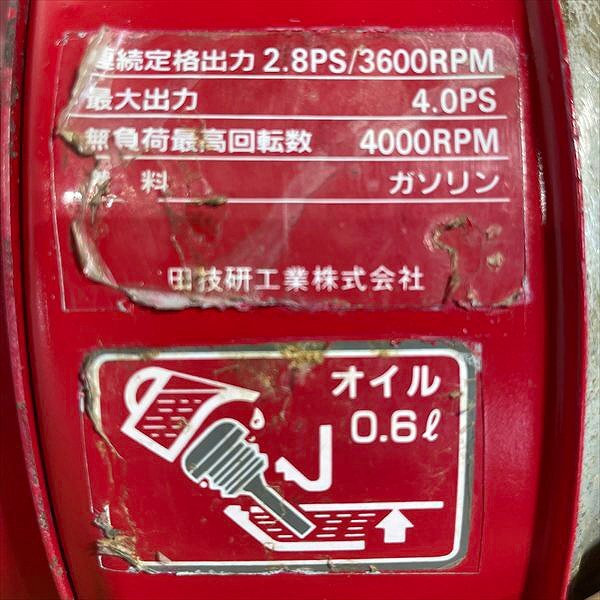 連続定格出力 2.8PS/3600RPM
最大出力 4.0PS
無負荷最高回転数 4000RPM
料 ガソリン
田技研工業株式会社
オイル
0.6ℓ